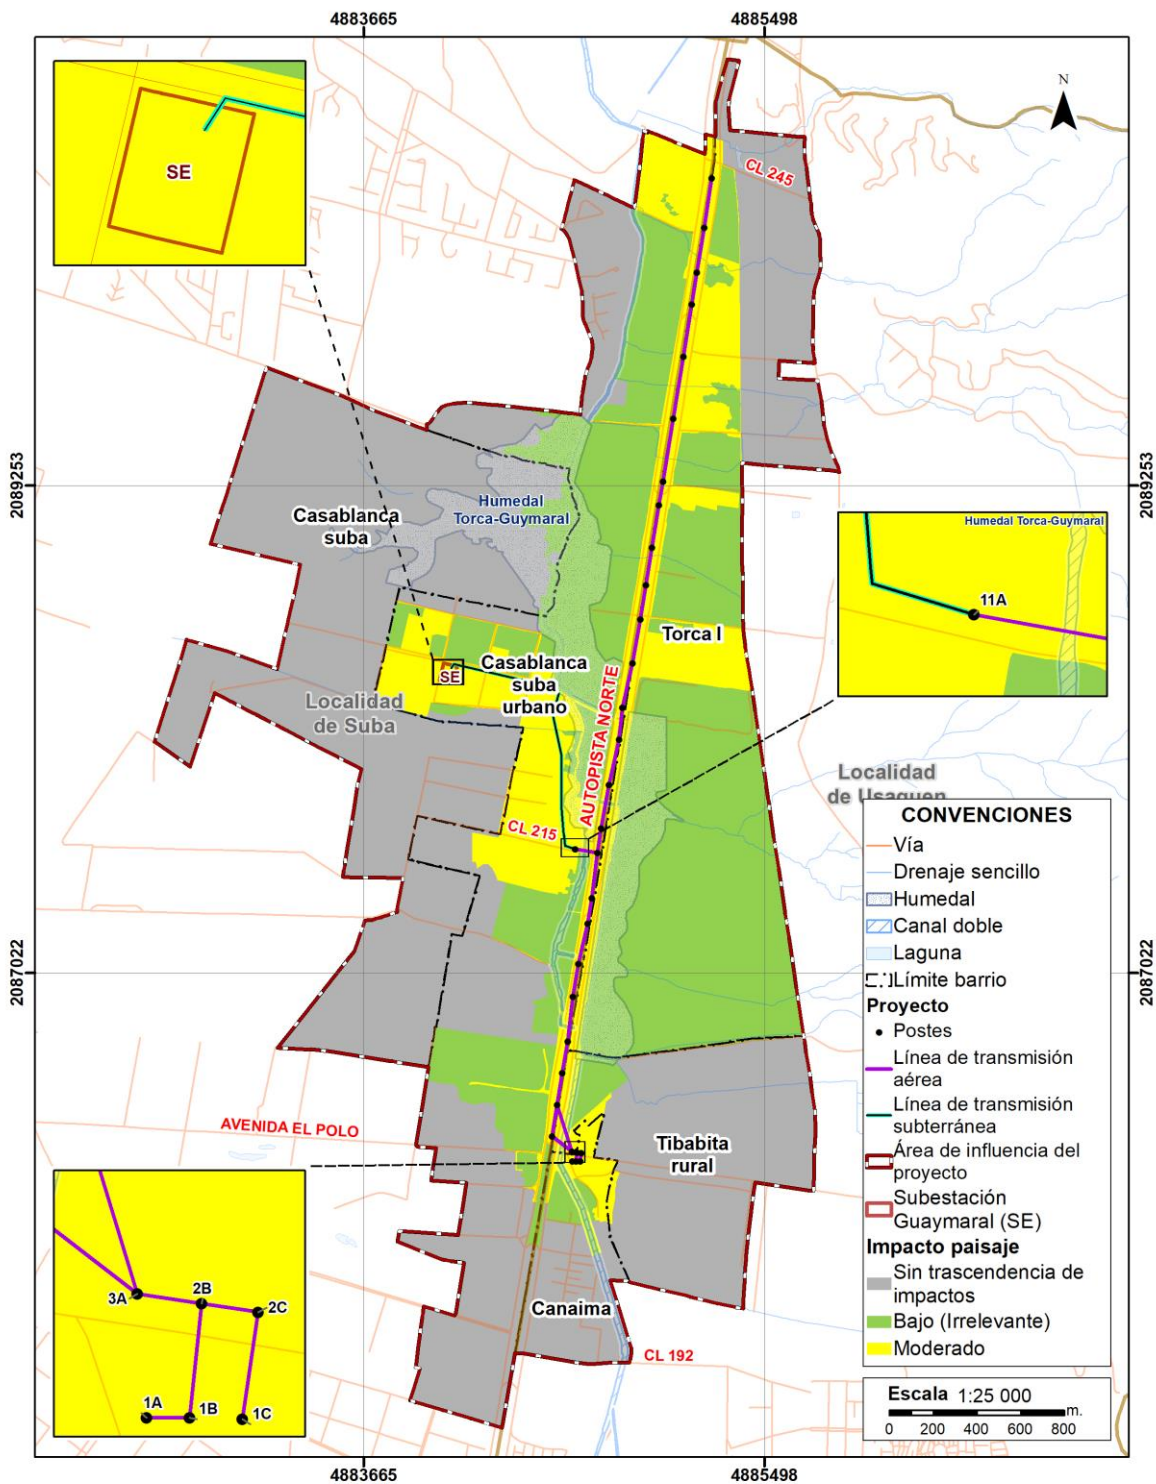 4883665
4885498
N
SE
CL 245
2089253
2089253
Humedal
Torca-Guymaral
Casablanca
suba
Humedal Torca-Guymaral
11A
Torca I
Casablanca
suba
urbano
SE
Localidad
de Suba
AUTOPISTA NORTE
CL 215
Localidad
de Usaquen
2087022
2087022
AVENIDA EL POLO
Tibabita
rural
3A
2B
2C
1A
1B
1C
Canaima
CL 192
CONVENCIONES
Vía
Drenaje sencillo
Humedal
Canal doble
Laguna
Límite barrio
Proyecto
Postes
Línea de transmisión
aérea
Línea de transmisión
subterránea
Área de influencia del
proyecto
Subestación
Guaymaral (SE)
Impacto paisaje
Sin trascendencia de
impactos
Bajo (Irrelevante)
Moderado
Escala 1:25 000
m.
0 200 400 600 800
4883665
4885498